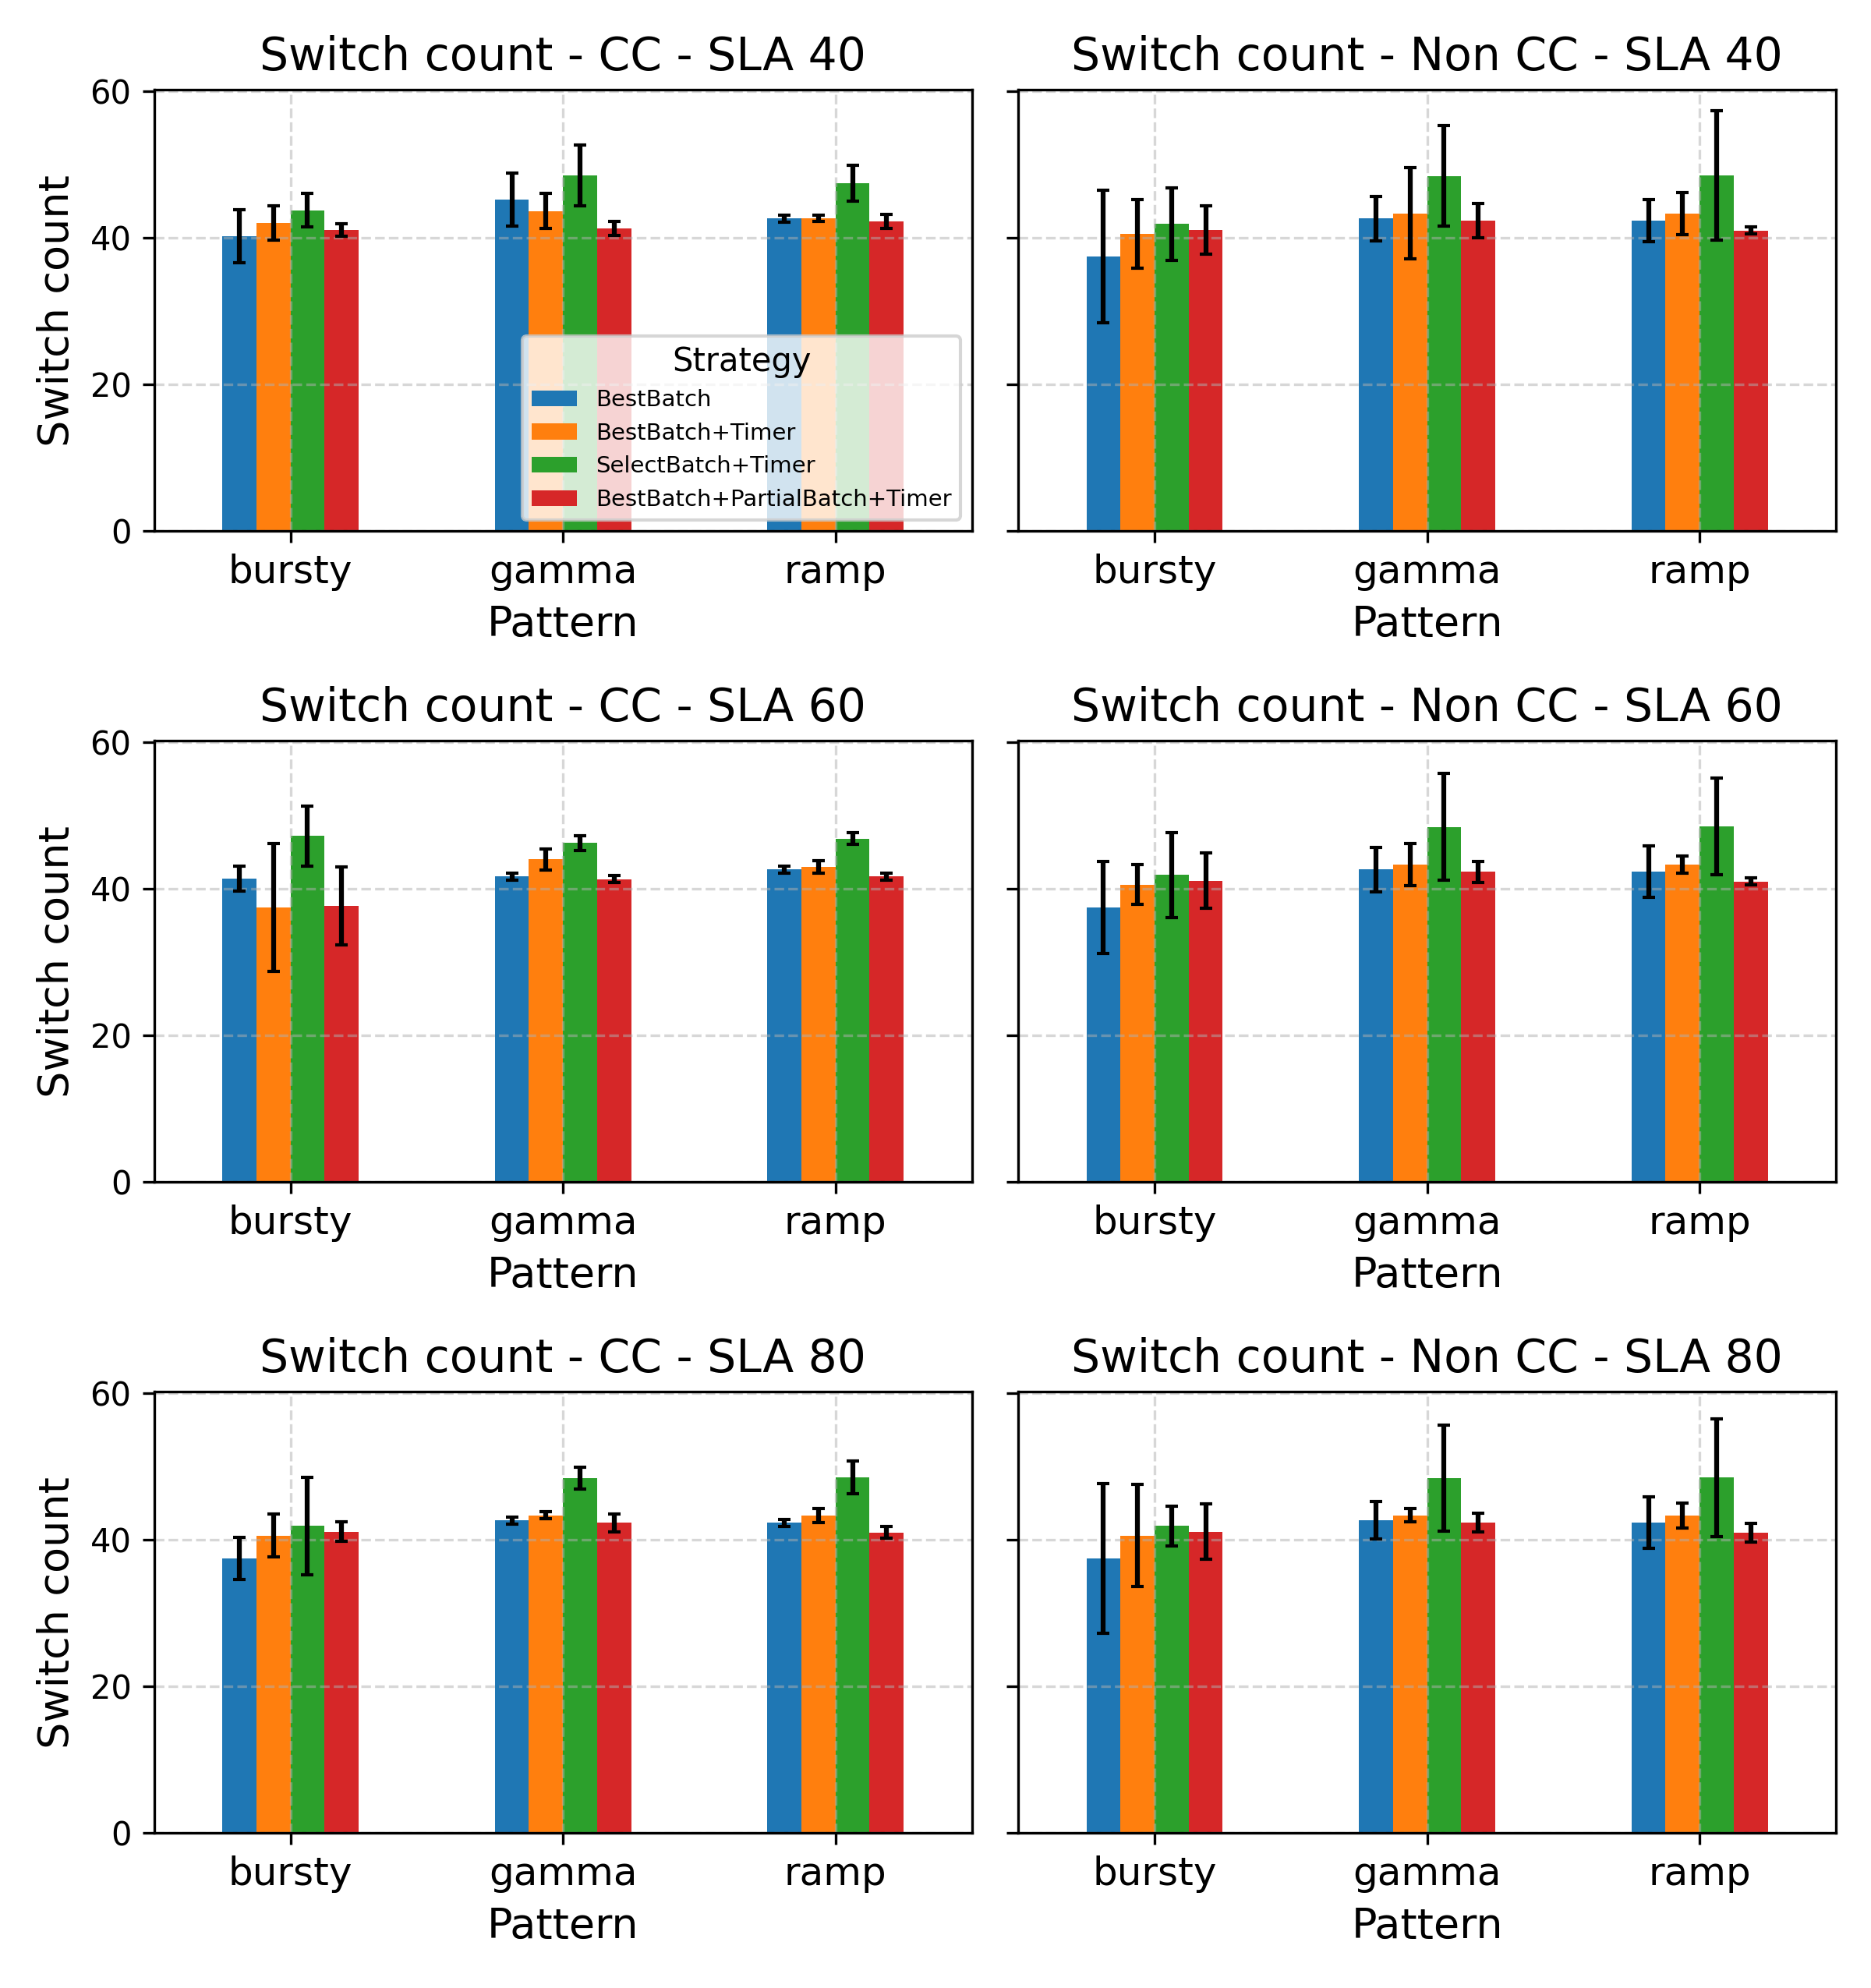 Switch count - CC - SLA 40
Switch count - Non CC - SLA 40
Switch count
60
40
20
0
Strategy
BestBatch
BestBatch+Timer
SelectBatch+Timer
BestBatch+PartialBatch+Timer
bursty gamma ramp
bursty gamma ramp
Pattern
Pattern
Switch count - CC - SLA 60
Switch count - Non CC - SLA 60
Switch count
60
40
20
0
bursty gamma ramp
bursty gamma ramp
Pattern
Pattern
Switch count - CC - SLA 80
Switch count - Non CC - SLA 80
Switch count
60
40
20
0
bursty gamma ramp
bursty gamma ramp
Pattern
Pattern